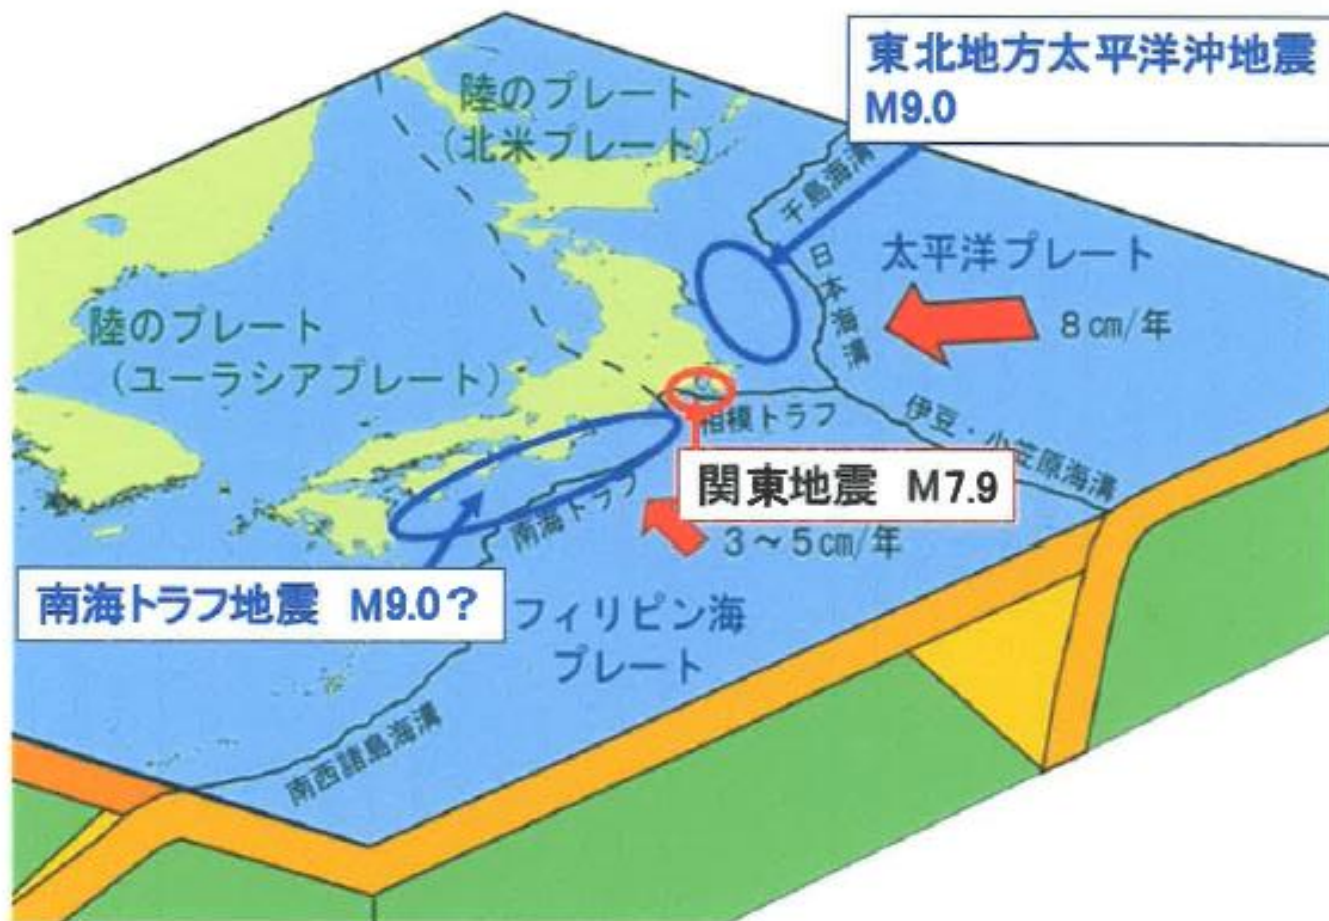 東北地方太平洋沖地震
M9.0
陸のプレート
(北米プレート)
千島海溝
日本海溝
太平洋プレート
8cm/年
陸のプレート
(ユーラシアプレート)
相模トラフ
伊豆・小笠原海溝
関東地震 M7.9
南海トラフ
3～5cm/年
南海トラフ地震 M9.0？
フィリピン海
プレート
南西諸島海溝